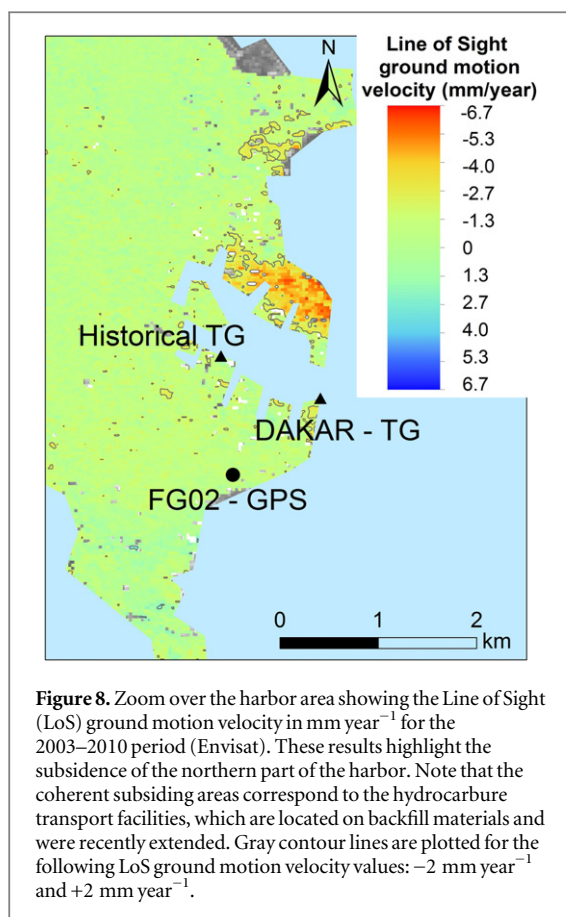 N
Line of Sight
ground motion
velocity (mm/year)
-6.7
-5.3
-4.0
-2.7
-1.3
0
1.3
2.7
4.0
5.3
6.7
Historical TG
DAKAR - TG
FG02 - GPS
0 1 2
km
Figure 8. Zoom over the harbor area showing the Line of Sight
(LoS) ground motion velocity in mm year⁻¹ for the
2003–2010 period (Envisat). These results highlight the
subsidence of the northern part of the harbor. Note that the
coherent subsiding areas correspond to the hydrocarbure
transport facilities, which are located on backfill materials and
were recently extended. Gray contour lines are plotted for the
following LoS ground motion velocity values: −2 mm year⁻¹
and +2 mm year⁻¹.